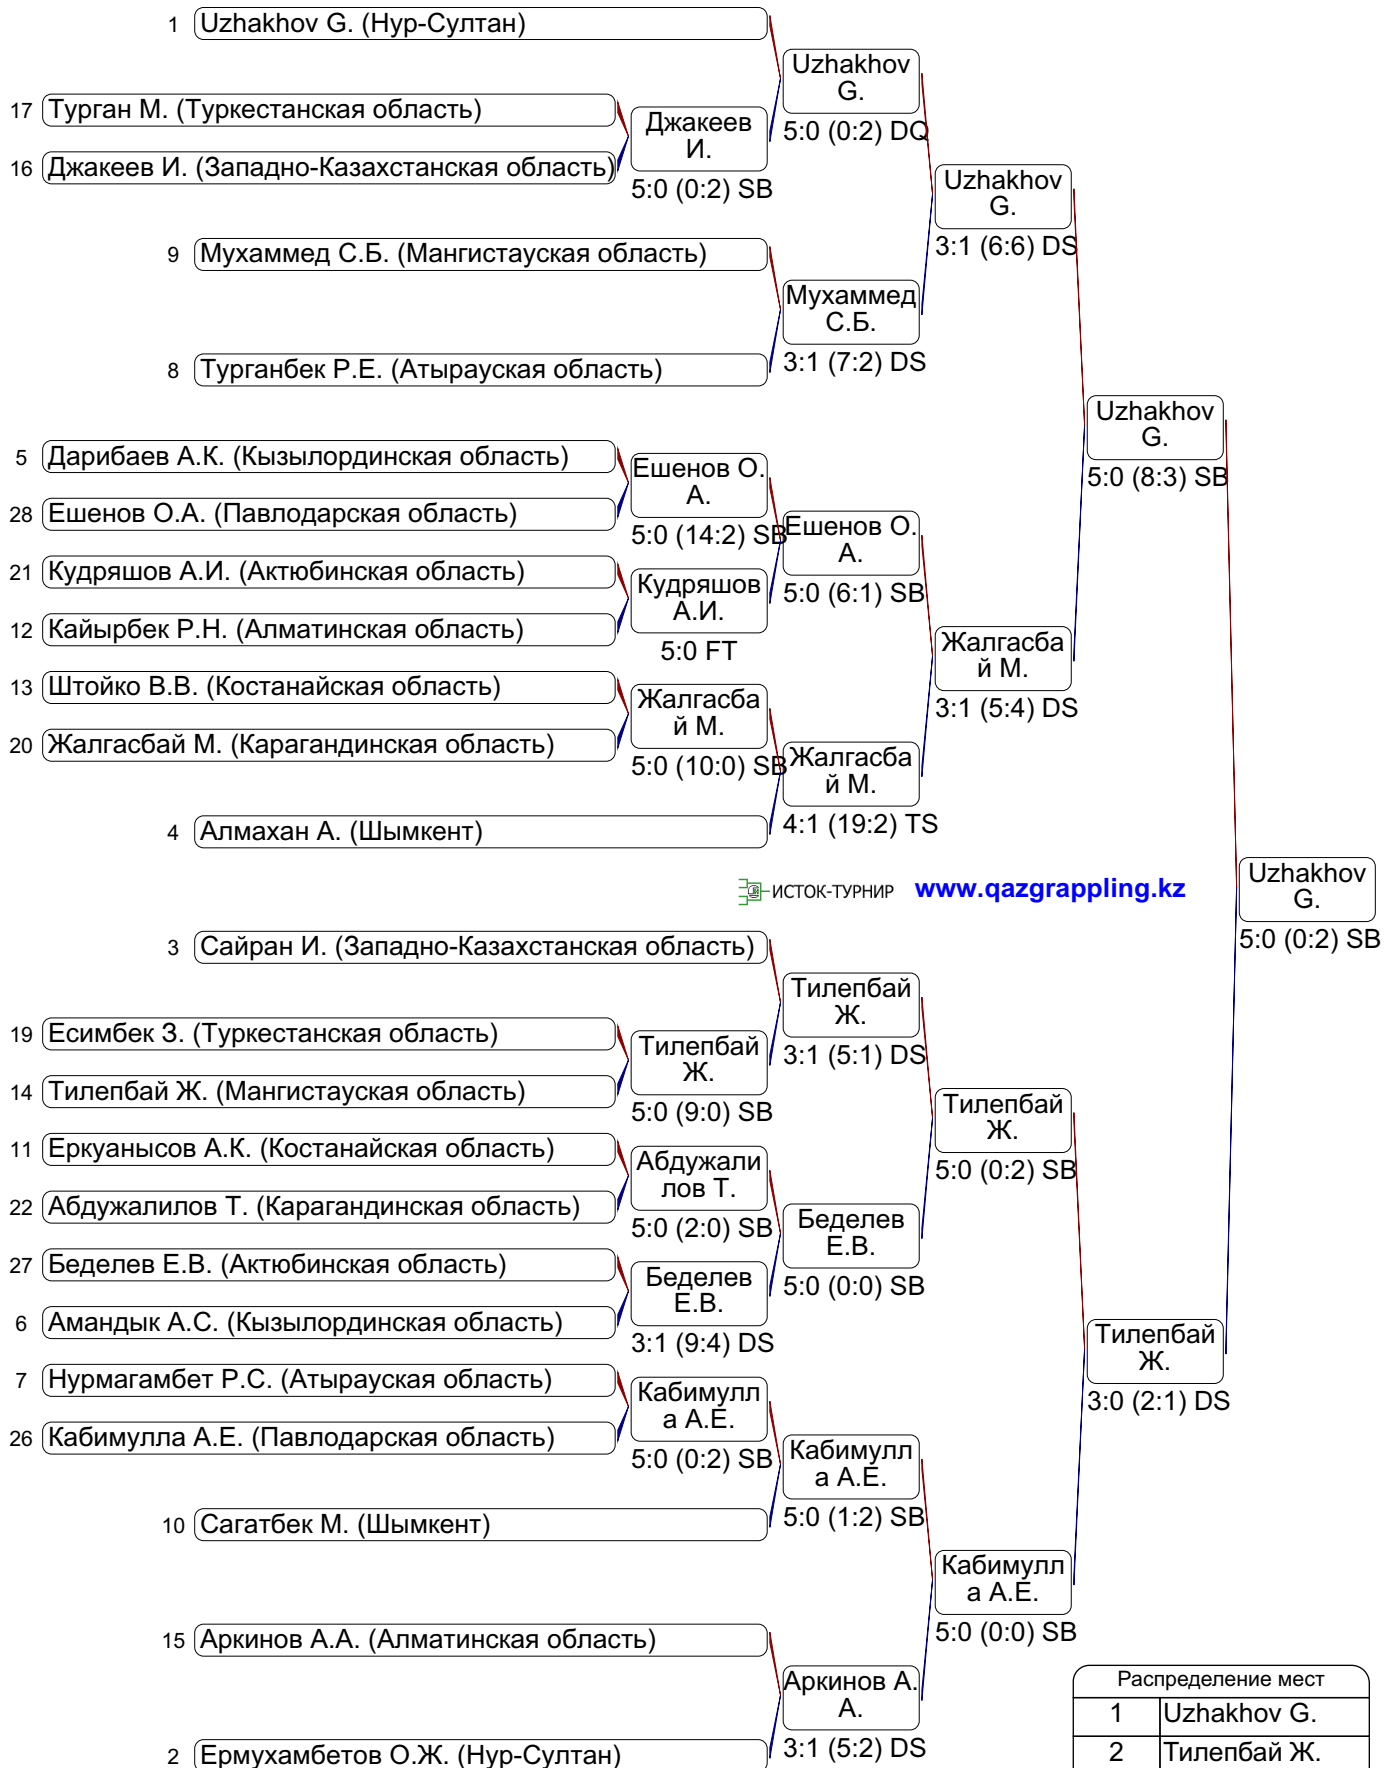 1 Uzhakhov G. (Нур-Султан)
Uzhakhov
G.
5:0 (0:2) DQ
17 Турган М. (Туркестанская область)
Джакеев
И.
5:0 (0:2) SB
16 Джакеев И. (Западно-Казахстанская область)
Uzhakhov
G.
3:1 (6:6) DS
9 Мухаммед С.Б. (Мангистауская область)
Мухаммед
С.Б.
3:1 (7:2) DS
8 Турганбек Р.Е. (Атырауская область)
Uzhakhov
G.
5:0 (8:3) SB
5 Дарибаев А.К. (Кызылординская область)
Ешенов О.
А.
5:0 (14:2) SB
28 Ешенов О.А. (Павлодарская область)
Ешенов О.
А.
5:0 (6:1) SB
21 Кудряшов А.И. (Актюбинская область)
Кудряшов
А.И.
5:0 FT
12 Кайырбек Р.Н. (Алматинская область)
Жалгасба
й М.
3:1 (5:4) DS
13 Штойко В.В. (Костанайская область)
Жалгасба
й М.
5:0 (10:0) SB
20 Жалгасбай М. (Карагандинская область)
Жалгасба
й М.
4:1 (19:2) TS
4 Алмахан А. (Шымкент)
ИСТОК-ТУРНИР www.qazgrappling.kz
Uzhakhov
G.
5:0 (0:2) SB
3 Сайран И. (Западно-Казахстанская область)
Тилепбай
Ж.
3:1 (5:1) DS
19 Есимбек З. (Туркестанская область)
Тилепбай
Ж.
5:0 (9:0) SB
14 Тилепбай Ж. (Мангистауская область)
Тилепбай
Ж.
5:0 (0:2) SB
11 Еркуанысов А.К. (Костанайская область)
Абдужали
лов Т.
5:0 (2:0) SB
22 Абдужалилов Т. (Карагандинская область)
Беделев
Е.В.
5:0 (0:0) SB
27 Беделев Е.В. (Актюбинская область)
Беделев
Е.В.
3:1 (9:4) DS
6 Амандык А.С. (Кызылординская область)
Тилепбай
Ж.
3:0 (2:1) DS
7 Нурмагамбет Р.С. (Атырауская область)
Кабимулл
а А.Е.
5:0 (0:2) SB
26 Кабимулла А.Е. (Павлодарская область)
Кабимулл
а А.Е.
5:0 (1:2) SB
10 Сагатбек М. (Шымкент)
Кабимулл
а А.Е.
5:0 (0:0) SB
15 Аркинов А.А. (Алматинская область)
Аркинов А.
А.
3:1 (5:2) DS
2 Ермухамбетов О.Ж. (Нур-Султан)
Распределение мест
1 Uzhakhov G.
2 Тилепбай Ж.